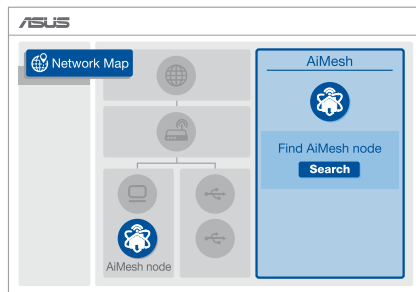 ASUS
Network Map
AiMesh
Find AiMesh node
Search
AiMesh node